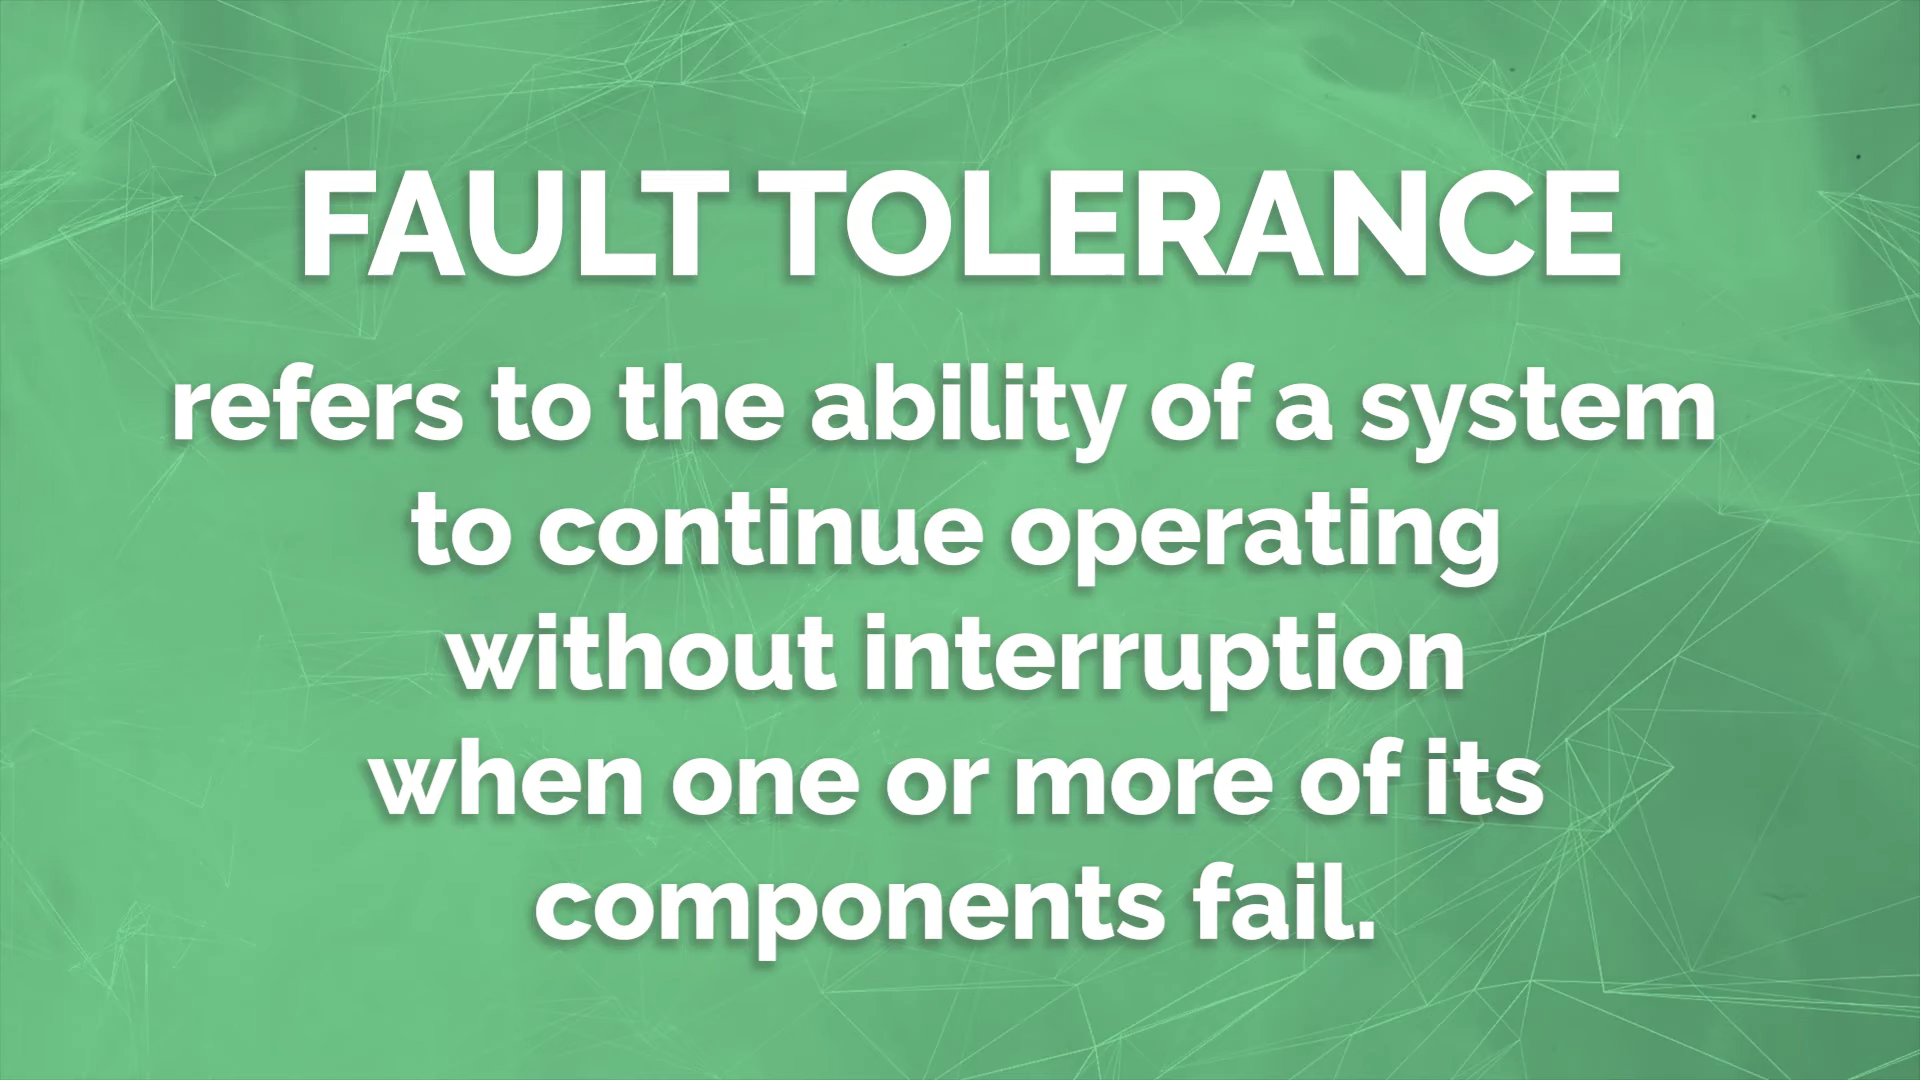 FAULT TOLERANCE
refers to the ability of a system
to continue operating
without interruption
when one or more of its
components fail.